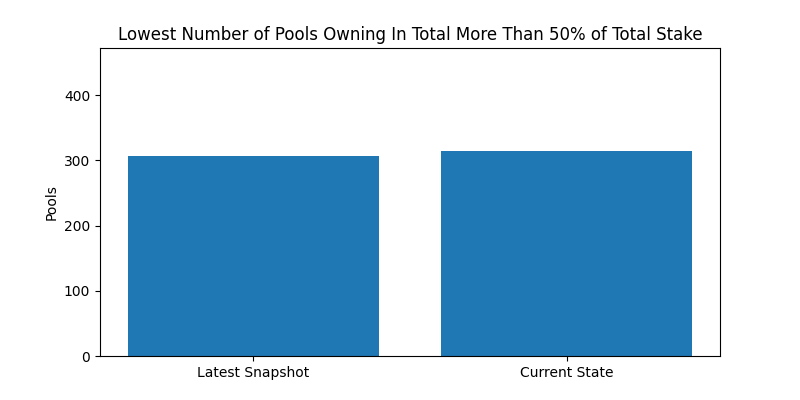 Lowest Number of Pools Owning In Total More Than 50% of Total Stake
400
300
200
100
0
Pools
Latest Snapshot
Current State